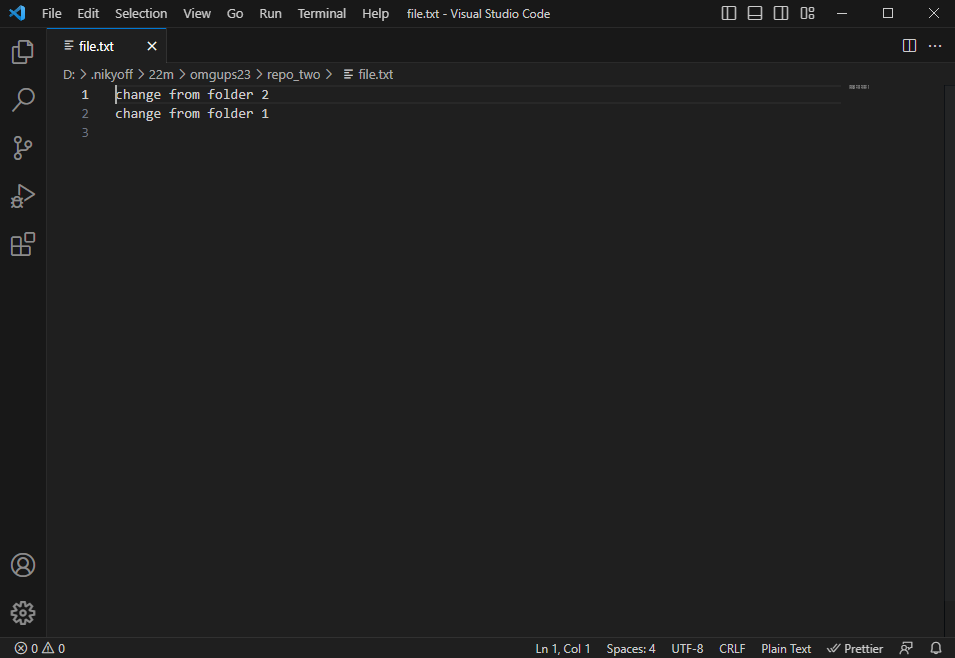 File Edit Selection View Go Run Terminal Help file.txt - Visual Studio Code
file.txt
D: > .nikyoff > 22m > omgups23 > repo_two > file.txt
1 change from folder 2
2 change from folder 1
3
0 0 Ln 1, Col 1 Spaces: 4 UTF-8 CRLF Plain Text Prettier